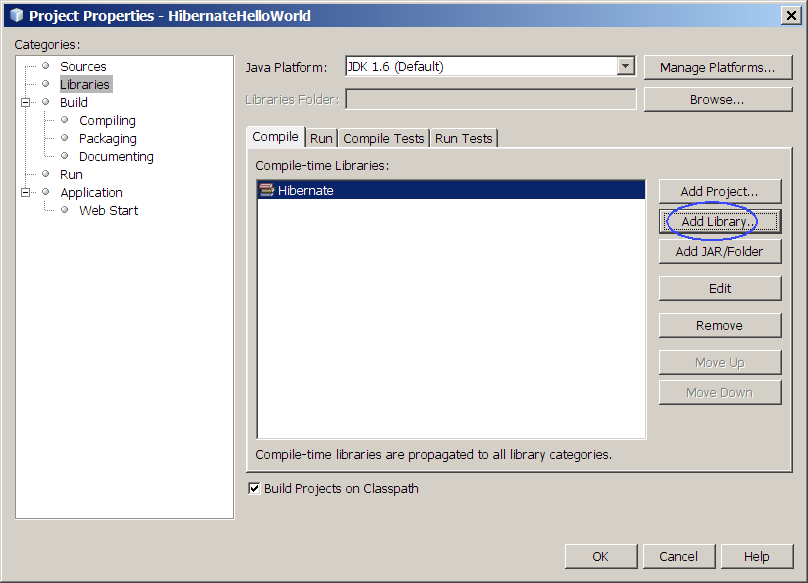 Project Properties - HibernateHelloWorld
Categories:
Sources
Libraries
Build
Compiling
Packaging
Documenting
Run
Application
Web Start
Java Platform:
JDK 1.6 (Default)
Manage Platforms...
Libraries Folder:
Browse...
Compile
Run
Compile Tests
Run Tests
Compile-time Libraries:
Hibernate
Add Project...
Add Library...
Add JAR/Folder
Edit
Remove
Move Up
Move Down
Compile-time libraries are propagated to all library categories.
Build Projects on Classpath
OK
Cancel
Help